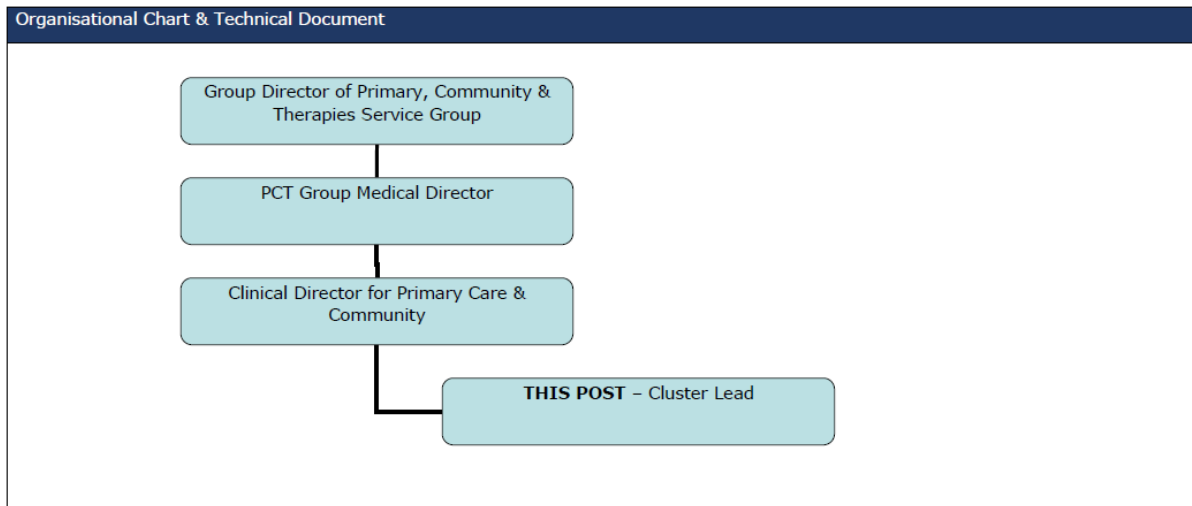 Organisational Chart & Technical Document
Group Director of Primary, Community &
Therapies Service Group
PCT Group Medical Director
Clinical Director for Primary Care &
Community
THIS POST – Cluster Lead